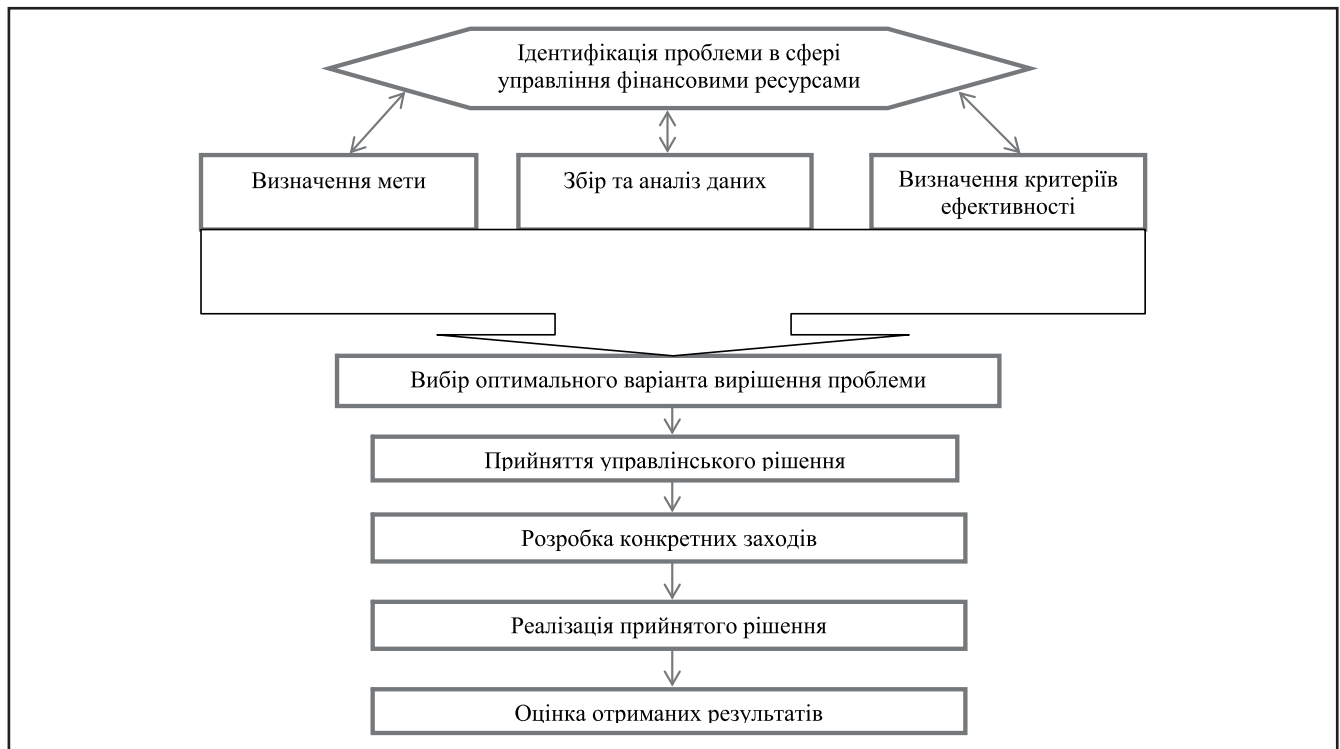 Ідентифікація проблеми в сфері
управління фінансовими ресурсами
Визначення мети
Збір та аналіз даних
Визначення критеріїв
ефективності
Вибір оптимального варіанта вирішення проблеми
Прийняття управлінського рішення
Розробка конкретних заходів
Реалізація прийнятого рішення
Оцінка отриманих результатів